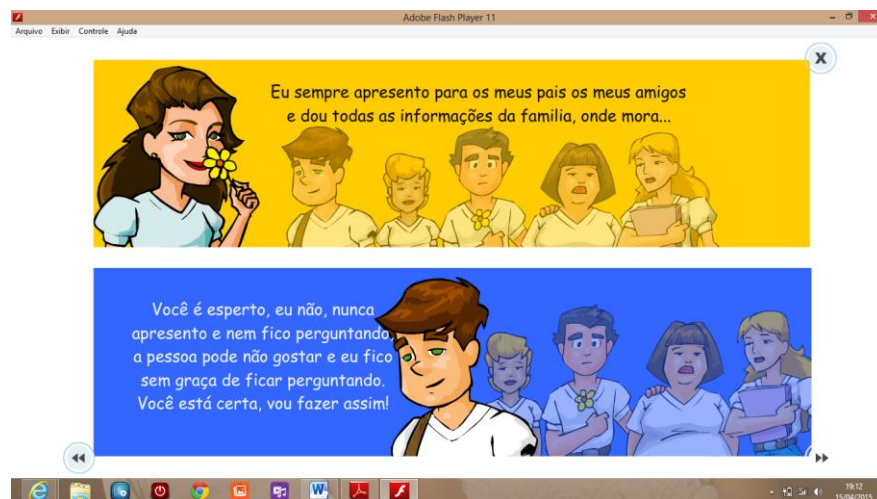 Adobe Flash Player 11
Arquivo Exibir Controle Ajuda
X
Eu sempre apresento para os meus pais os meus amigos
e dou todas as informações da familia, onde mora...
Você é esperto, eu não, nunca
apresento e nem fico perguntando,
a pessoa pode não gostar e eu fico
sem graça de ficar perguntando.
Você está certa, vou fazer assim!
19:12
15/04/2015